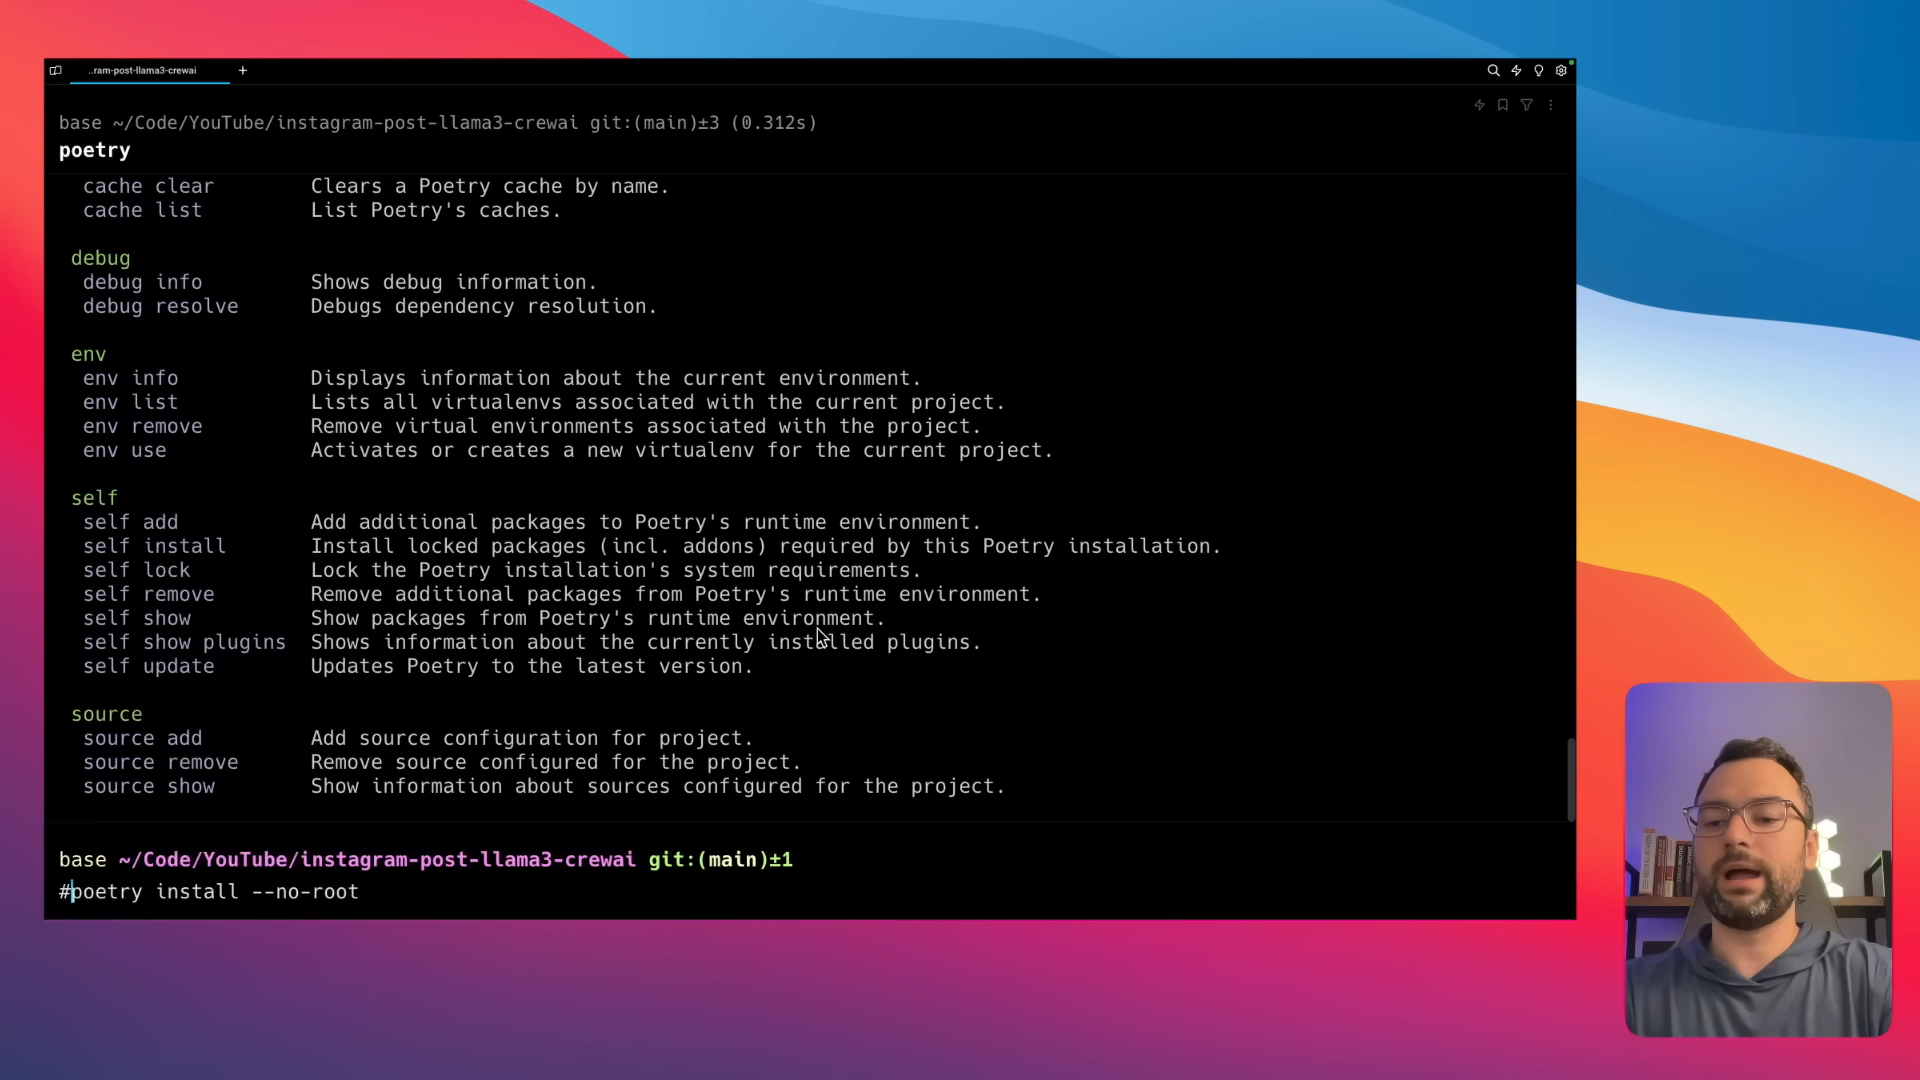 ..ram-post-llama3-crewai
base ~/Code/YouTube/instagram-post-llama3-crewai git:(main)±3 (0.312s)
poetry
cache clear Clears a Poetry cache by name.
cache list List Poetry's caches.
debug
debug info Shows debug information.
debug resolve Debugs dependency resolution.
env
env info Displays information about the current environment.
env list Lists all virtualenvs associated with the current project.
env remove Remove virtual environments associated with the project.
env use Activates or creates a new virtualenv for the current project.
self
self add Add additional packages to Poetry's runtime environment.
self install Install locked packages (incl. addons) required by this Poetry installation.
self lock Lock the Poetry installation's system requirements.
self remove Remove additional packages from Poetry's runtime environment.
self show Show packages from Poetry's runtime environment.
self show plugins Shows information about the currently installed plugins.
self update Updates Poetry to the latest version.
source
source add Add source configuration for project.
source remove Remove source configured for the project.
source show Show information about sources configured for the project.
base ~/Code/YouTube/instagram-post-llama3-crewai git:(main)±1
#poetry install --no-root